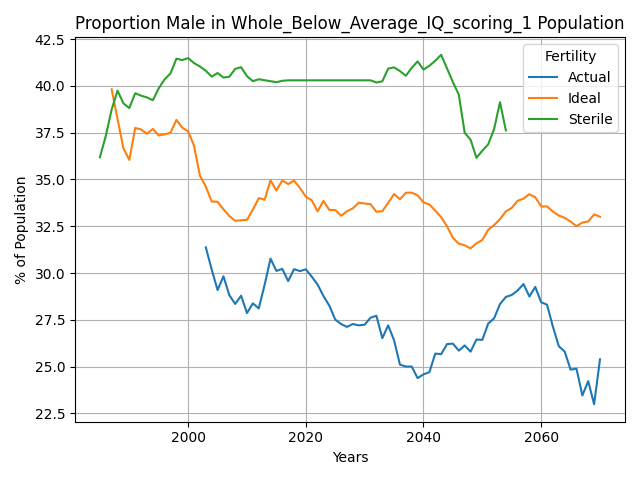 Proportion Male in Whole_Below_Average_IQ_scoring_1 Population
42.5
40.0
37.5
35.0
32.5
30.0
27.5
25.0
22.5
% of Population
Fertility
Actual
Ideal
Sterile
2000
2020
2040
2060
Years